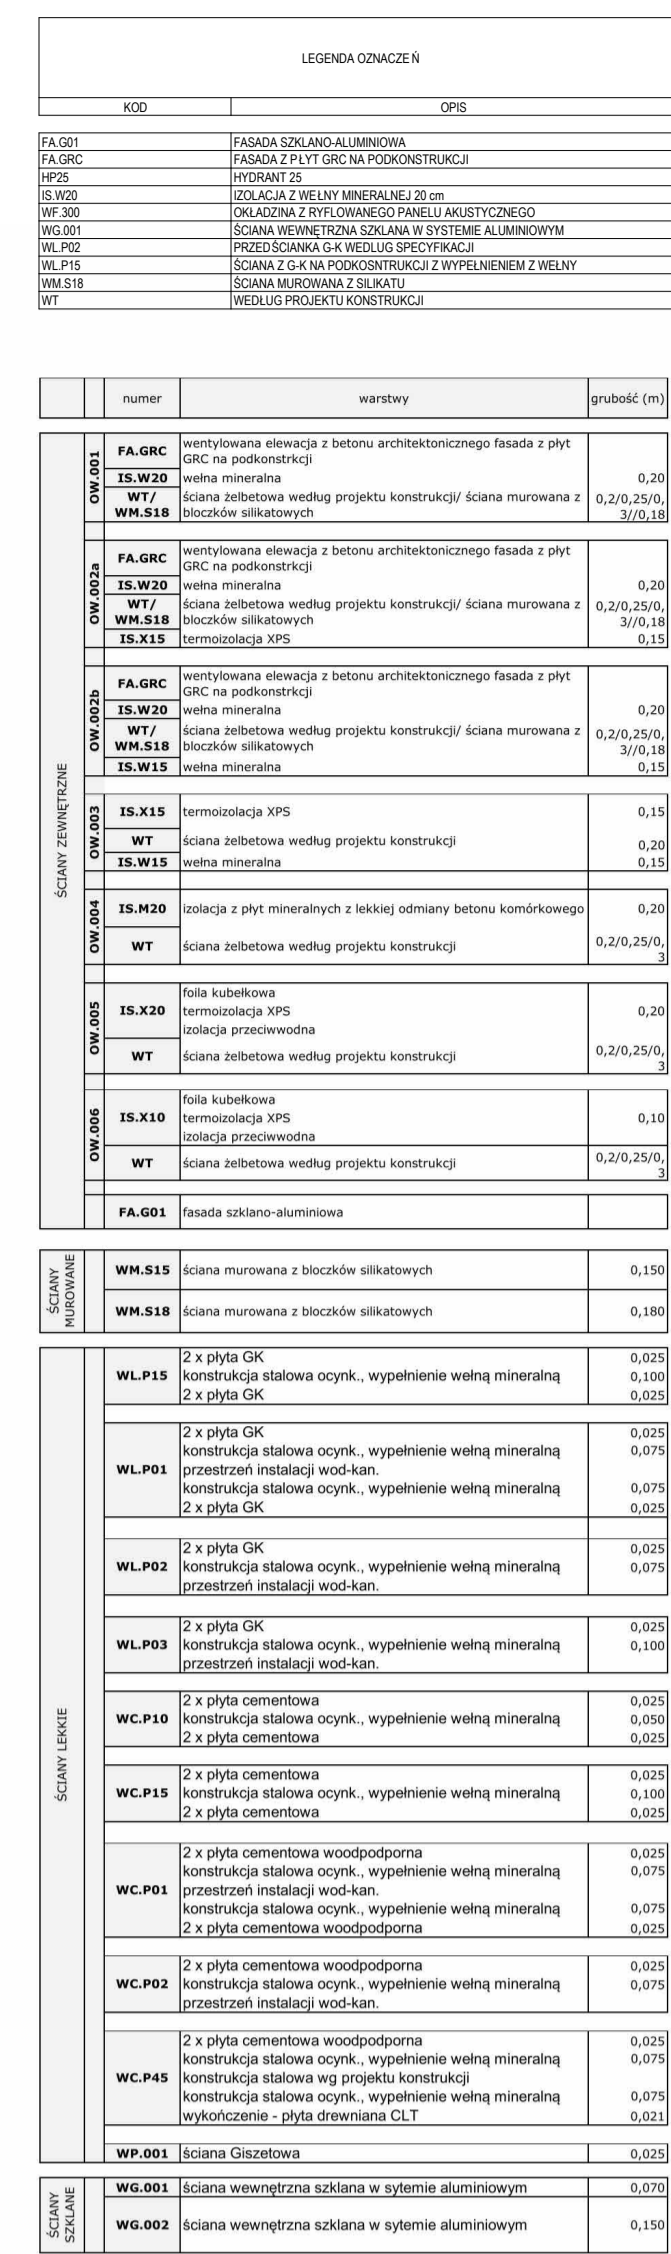 LEGENDA OZNACZEŃ
KOD OPIS
FA.G01 FASADA SZKLANO-ALUMINIOWA
FA.GRC FASADA Z PŁYT GRC NA PODKONSTRUKCJI
HP25 HYDRANT 25
IS.W20 IZOLACJA Z WEŁNY MINERALNEJ 20 cm
WF.300 OKŁADZINA Z RYFLOWANEGO PANELU AKUSTYCZNEGO
WG.001 ŚCIANA WEWNĘTRZNA SZKLANA W SYSTEMIE ALUMINIOWYM
WL.P02 PRZEDŚCIANKA G-K WEDLUG SPECYFIKACJI
WL.P15 ŚCIANA Z G-K NA PODKOSNTRUKCJI Z WYPEŁNIENIEM Z WEŁNY
WM.S18 ŚCIANA MUROWANA Z SILIKATU
WT WEDŁUG PROJEKTU KONSTRUKCJI
numer warstwy grubość (m)
ŚCIANY ZEWNĘTRZNE
OW.001
FA.GRC wentylowana elewacja z betonu architektonicznego fasada z płyt
GRC na podkonstrkcji
IS.W20 wełna mineralna 0,20
WT/ ściana żelbetowa według projektu konstrukcji/ ściana murowana z 0,2/0,25/0,
WM.S18 bloczków silikatowych 3//0,18
OW.002a
FA.GRC wentylowana elewacja z betonu architektonicznego fasada z płyt
GRC na podkonstrkcji
IS.W20 wełna mineralna 0,20
WT/ ściana żelbetowa według projektu konstrukcji/ ściana murowana z 0,2/0,25/0,
WM.S18 bloczków silikatowych 3//0,18
IS.X15 termoizolacja XPS 0,15
OW.002b
FA.GRC wentylowana elewacja z betonu architektonicznego fasada z płyt
GRC na podkonstrkcji
IS.W20 wełna mineralna 0,20
WT/ ściana żelbetowa według projektu konstrukcji/ ściana murowana z 0,2/0,25/0,
WM.S18 bloczków silikatowych 3//0,18
IS.W15 wełna mineralna 0,15
OW.003
IS.X15 termoizolacja XPS 0,15
WT ściana żelbetowa według projektu konstrukcji 0,20
IS.W15 wełna mineralna 0,15
OW.004
IS.M20 izolacja z płyt mineralnych z lekkiej odmiany betonu komórkowego 0,20
WT ściana żelbetowa według projektu konstrukcji 0,2/0,25/0,
3
OW.005
foila kubełkowa
IS.X20 termoizolacja XPS 0,20
izolacja przeciwwodna
WT ściana żelbetowa według projektu konstrukcji 0,2/0,25/0,
3
OW.006
foila kubełkowa
IS.X10 termoizolacja XPS 0,10
izolacja przeciwwodna
WT ściana żelbetowa według projektu konstrukcji 0,2/0,25/0,
3
FA.G01 fasada szklano-aluminiowa
ŚCIANY
MUROWANE
WM.S15 ściana murowana z bloczków silikatowych 0,150
WM.S18 ściana murowana z bloczków silikatowych 0,180
ŚCIANY LEKKIE
2 x płyta GK 0,025
WL.P15 konstrukcja stalowa ocynk., wypełnienie wełną mineralną 0,100
2 x płyta GK 0,025
2 x płyta GK 0,025
konstrukcja stalowa ocynk., wypełnienie wełną mineralną 0,075
WL.P01 przestrzeń instalacji wod-kan.
konstrukcja stalowa ocynk., wypełnienie wełną mineralną 0,075
2 x płyta GK 0,025
2 x płyta GK 0,025
WL.P02 konstrukcja stalowa ocynk., wypełnienie wełną mineralną 0,075
przestrzeń instalacji wod-kan.
2 x płyta GK 0,025
WL.P03 konstrukcja stalowa ocynk., wypełnienie wełną mineralną 0,100
przestrzeń instalacji wod-kan.
2 x płyta cementowa 0,025
WC.P10 konstrukcja stalowa ocynk., wypełnienie wełną mineralną 0,050
2 x płyta cementowa 0,025
2 x płyta cementowa 0,025
WC.P15 konstrukcja stalowa ocynk., wypełnienie wełną mineralną 0,100
2 x płyta cementowa 0,025
2 x płyta cementowa woodpodporna 0,025
konstrukcja stalowa ocynk., wypełnienie wełną mineralną 0,075
WC.P01 przestrzeń instalacji wod-kan.
konstrukcja stalowa ocynk., wypełnienie wełną mineralną 0,075
2 x płyta cementowa woodpodporna 0,025
2 x płyta cementowa woodpodporna 0,025
WC.P02 konstrukcja stalowa ocynk., wypełnienie wełną mineralną 0,075
przestrzeń instalacji wod-kan.
2 x płyta cementowa woodpodporna 0,025
konstrukcja stalowa ocynk., wypełnienie wełną mineralną 0,075
WC.P45 konstrukcja stalowa wg projektu konstrukcji
konstrukcja stalowa ocynk., wypełnienie wełną mineralną 0,075
wykończenie - płyta drewniana CLT 0,021
WP.001 ściana Giszetowa 0,025
ŚCIANY
SZKLANE
WG.001 ściana wewnętrzna szklana w sytemie aluminiowym 0,070
WG.002 ściana wewnętrzna szklana w sytemie aluminiowym 0,150